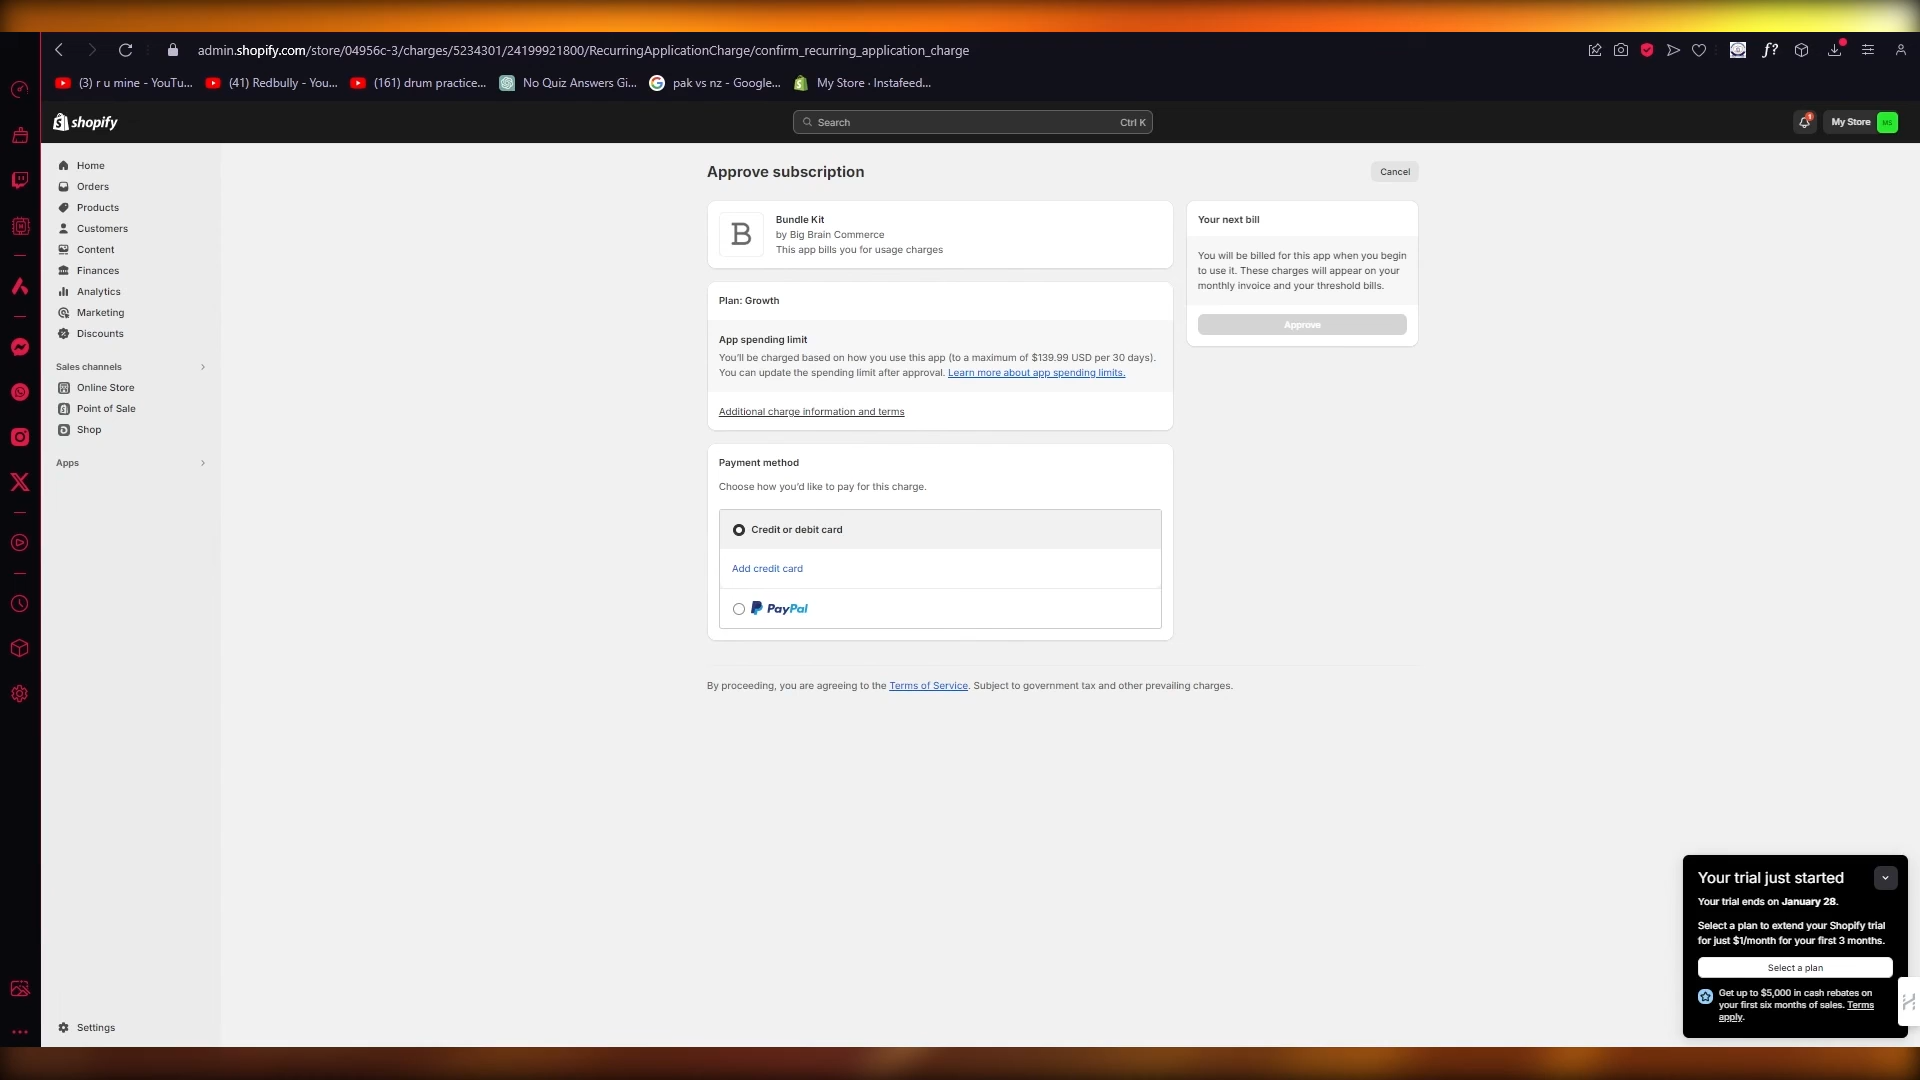 admin.shopify.com/store/04956c-3/charges/5234301/24199921800/RecurringApplicationCharge/confirm_recurring_application_charge
(3) r u mine - YouTu...
(41) Redbully - You...
(161) drum practice...
No Quiz Answers Gi...
pak vs nz - Google...
My Store · Instafeed...
shopify
Search
Ctrl K
1
My Store
MS
Home
Orders
Products
Customers
Content
Finances
Analytics
Marketing
Discounts
Sales channels
Online Store
Point of Sale
Shop
Apps
Settings
Approve subscription
Cancel
B
Bundle Kit
by Big Brain Commerce
This app bills you for usage charges
Plan: Growth
App spending limit
You'll be charged based on how you use this app (to a maximum of $139.99 USD per 30 days).
You can update the spending limit after approval. Learn more about app spending limits.
Additional charge information and terms
Payment method
Choose how you'd like to pay for this charge.
Credit or debit card
Add credit card
PayPal
Your next bill
You will be billed for this app when you begin
to use it. These charges will appear on your
monthly invoice and your threshold bills.
Approve
By proceeding, you are agreeing to the Terms of Service. Subject to government tax and other prevailing charges.
Your trial just started
Your trial ends on January 28.
Select a plan to extend your Shopify trial
for just $1/month for your first 3 months.
Select a plan
Get up to $5,000 in cash rebates on
your first six months of sales. Terms
apply.